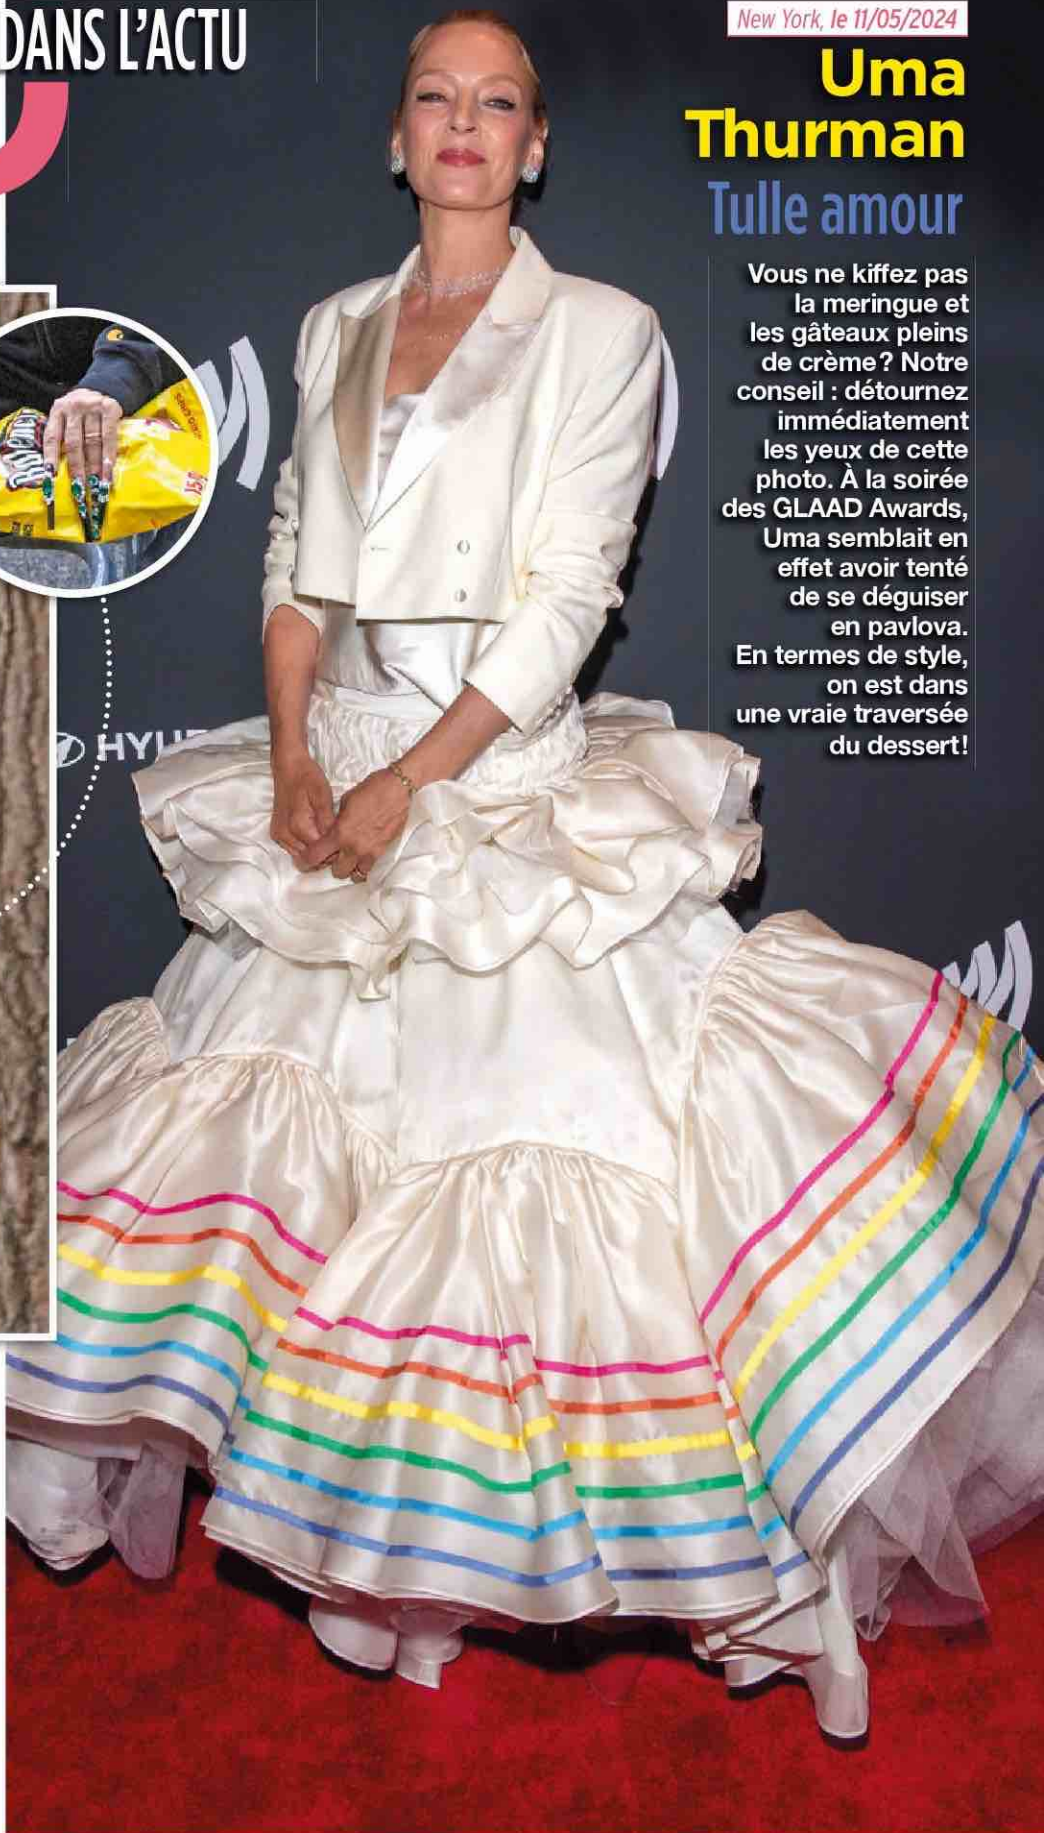 DANS L'ACTU
New York, le 11/05/2024
Uma
Thurman
Tulle amour
Vous ne kiffez pas
la meringue et
les gâteaux pleins
de crème ? Notre
conseil : détournez
immédiatement
les yeux de cette
photo. À la soirée
des GLAAD Awards,
Uma semblait en
effet avoir tenté
de se déguiser
en pavlova.
En termes de style,
on est dans
une vraie traversée
du dessert !